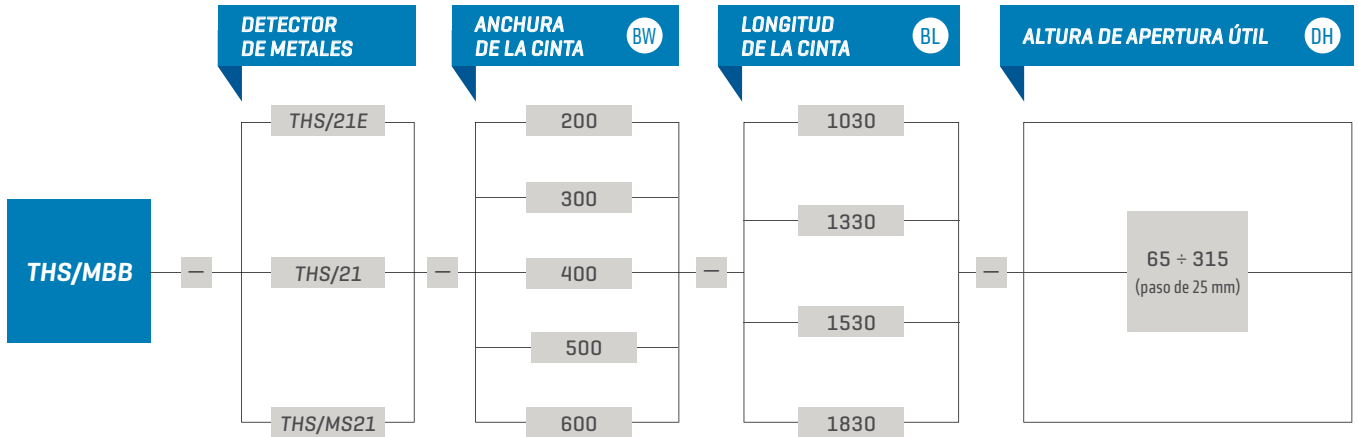 DETECTOR
DE METALES
ANCHURA
DE LA CINTA
BW
LONGITUD
DE LA CINTA
BL
ALTURA DE APERTURA ÚTIL
DH
THS/MBB
—
THS/21E
THS/21
THS/MS21
—
200
300
400
500
600
—
1030
1330
1530
1830
—
65 ÷ 315
(paso de 25 mm)